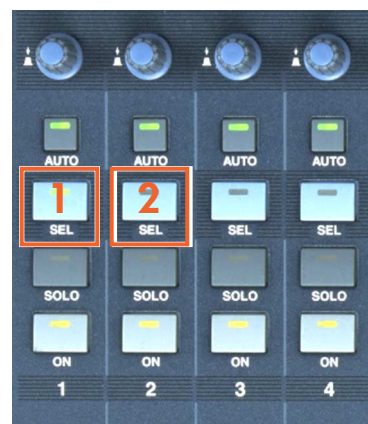 AUTO AUTO AUTO AUTO
1 2
SEL SEL SEL SEL
SOLO SOLO SOLO SOLO
ON ON ON ON
1 2 3 4